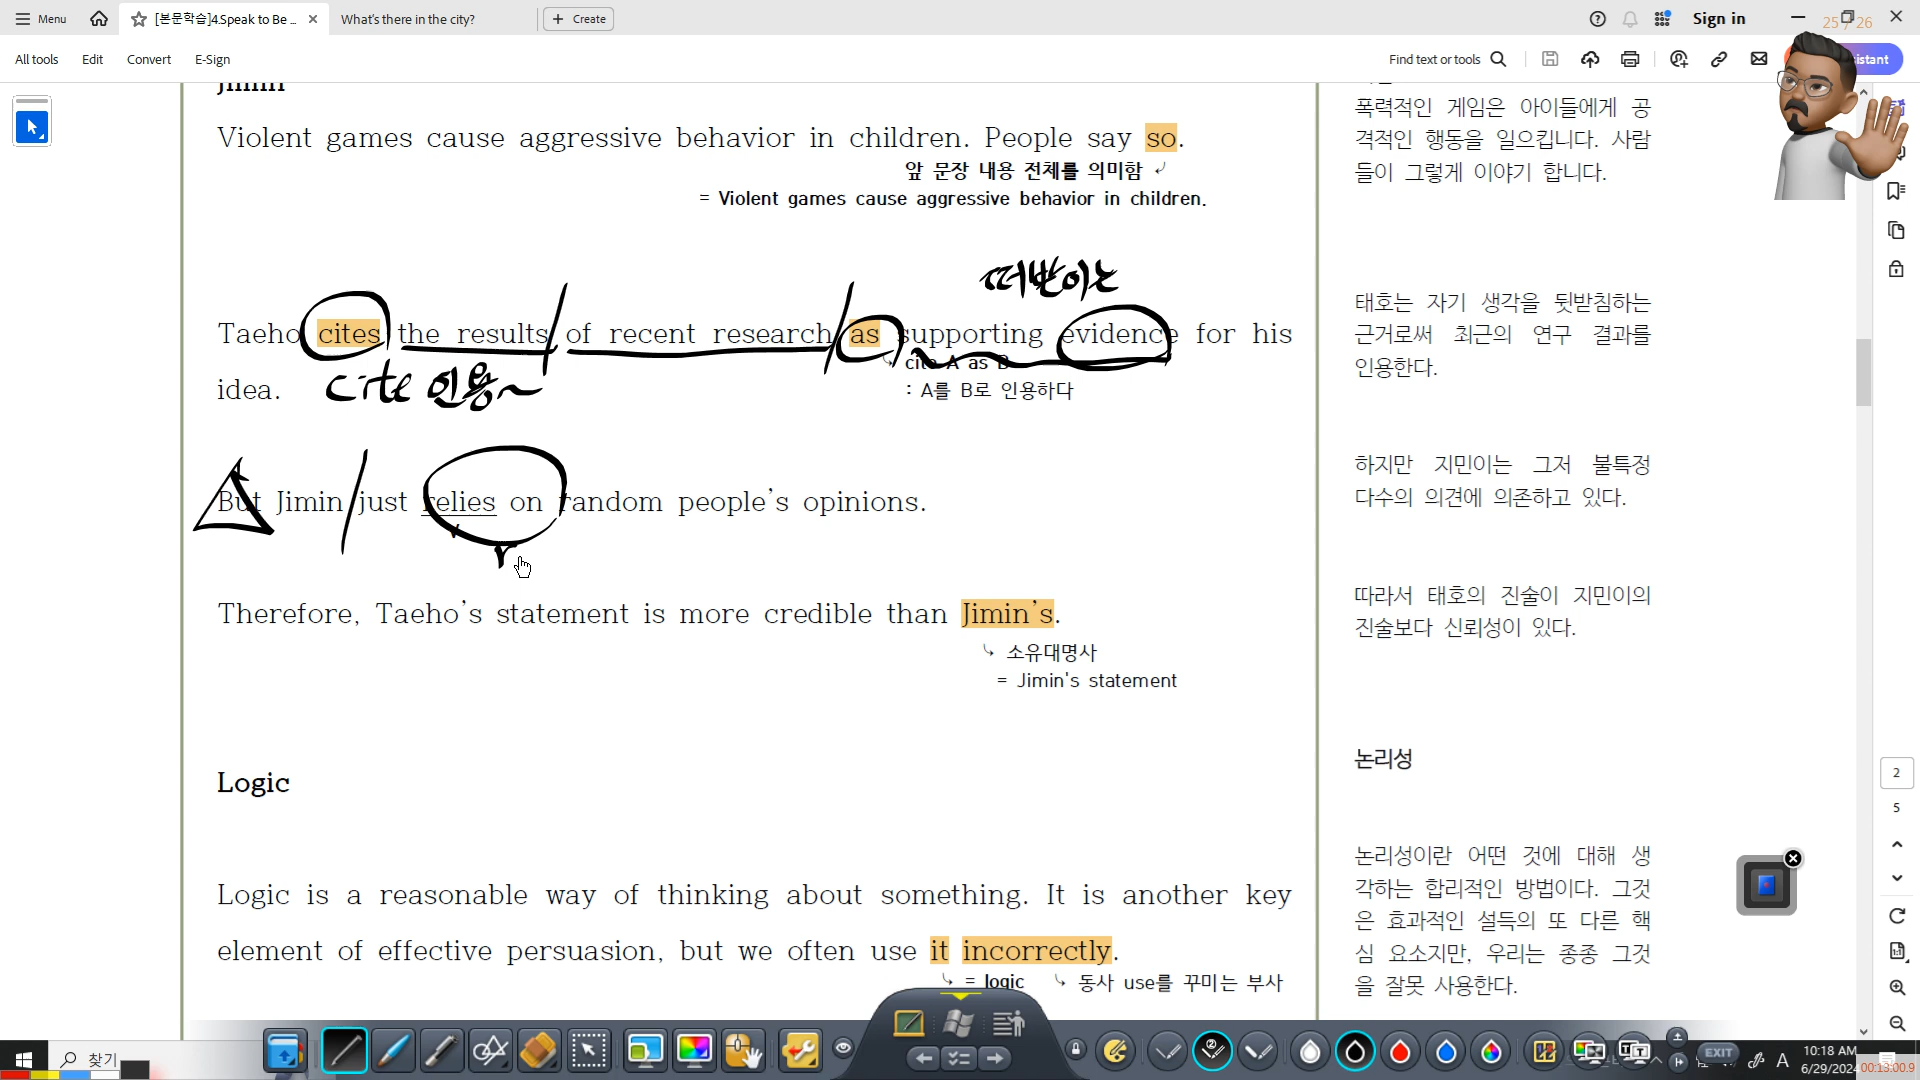 Menu
[본문학습]4.Speak to Be ...
What's there in the city?
Create
Sign in
25 / 26
All tools
Edit
Convert
E-Sign
Find text or tools
istant
Jimin
Violent games cause aggressive behavior in children. People say so.
앞 문장 내용 전체를 의미함
= Violent games cause aggressive behavior in children.
떠받이는
Taeho cites the results of recent research as supporting evidence for his
cite A as B
idea.
cite 인용~
: A를 B로 인용하다
But Jimin just relies on random people's opinions.
v
Therefore, Taeho's statement is more credible than Jimin's.
소유대명사
= Jimin's statement
Logic
Logic is a reasonable way of thinking about something. It is another key
element of effective persuasion, but we often use it incorrectly.
= logic
동사 use를 꾸미는 부사
폭력적인 게임은 아이들에게 공
격적인 행동을 일으킵니다. 사람
들이 그렇게 이야기 합니다.
태호는 자기 생각을 뒷받침하는
근거로써 최근의 연구 결과를
인용한다.
하지만 지민이는 그저 불특정
다수의 의견에 의존하고 있다.
따라서 태호의 진술이 지민이의
진술보다 신뢰성이 있다.
논리성
논리성이란 어떤 것에 대해 생
각하는 합리적인 방법이다. 그것
은 효과적인 설득의 또 다른 핵
심 요소지만, 우리는 종종 그것
을 잘못 사용한다.
2
5
찾기
EXIT
A
10:18 AM
6/29/2024
00:13:00.9